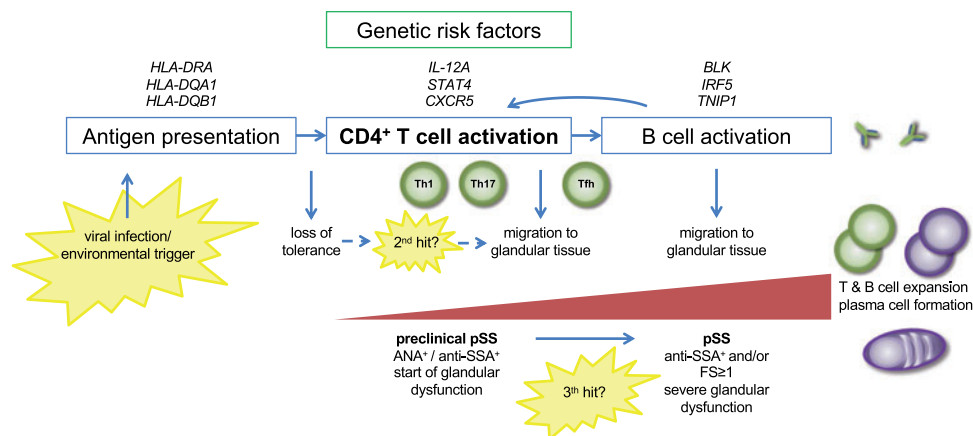 Genetic risk factors
HLA-DRA
HLA-DQA1
HLA-DQB1
IL-12A
STAT4
CXCR5
BLK
IRF5
TNIP1
Antigen presentation
CD4⁺ T cell activation
B cell activation
Th1
Th17
Tfh
viral infection/
environmental trigger
loss of
tolerance
2nd hit?
migration to
glandular tissue
migration to
glandular tissue
T & B cell expansion
plasma cell formation
preclinical pSS
ANA⁺ / anti-SSA⁺
start of glandular
dysfunction
3th hit?
pSS
anti-SSA⁺ and/or
FS≥1
severe glandular
dysfunction